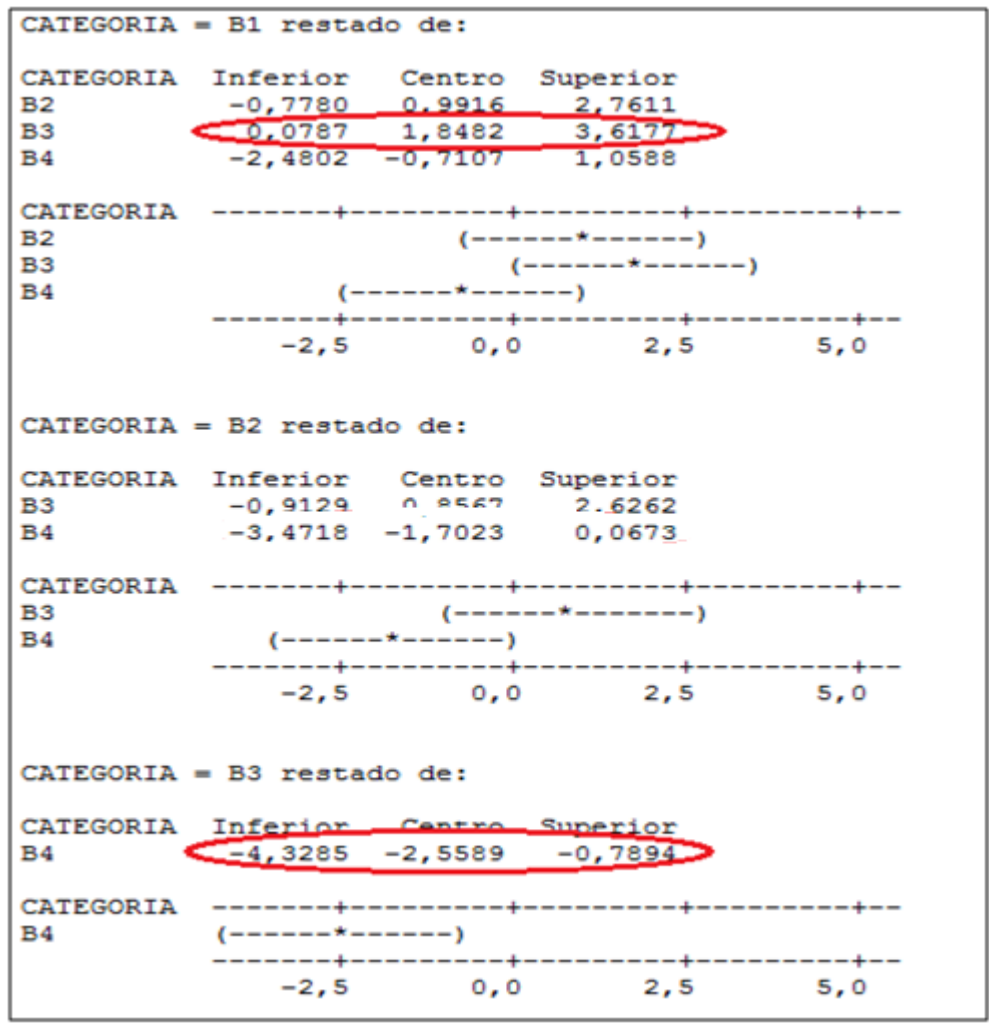 CATEGORIA = B1 restado de:
CATEGORIA Inferior Centro Superior
B2 -0,7780 0,9916 2,7611
B3 0,0787 1,8482 3,6177
B4 -2,4802 -0,7107 1,0588
CATEGORIA -------+---------+---------+---------+--
B2 (------*------)
B3 (------*------)
B4 (------*------)
-------+---------+---------+---------+--
-2,5 0,0 2,5 5,0
CATEGORIA = B2 restado de:
CATEGORIA Inferior Centro Superior
B3 -0,9129 0,8567 2.6262
B4 -3,4718 -1,7023 0,0673
CATEGORIA -------+---------+---------+---------+--
B3 (------*-------)
B4 (------*------)
-------+---------+---------+---------+--
-2,5 0,0 2,5 5,0
CATEGORIA = B3 restado de:
CATEGORIA Inferior Centro Superior
B4 -4,3285 -2,5589 -0,7894
CATEGORIA -------+---------+---------+---------+--
B4 (------*------)
-------+---------+---------+---------+--
-2,5 0,0 2,5 5,0